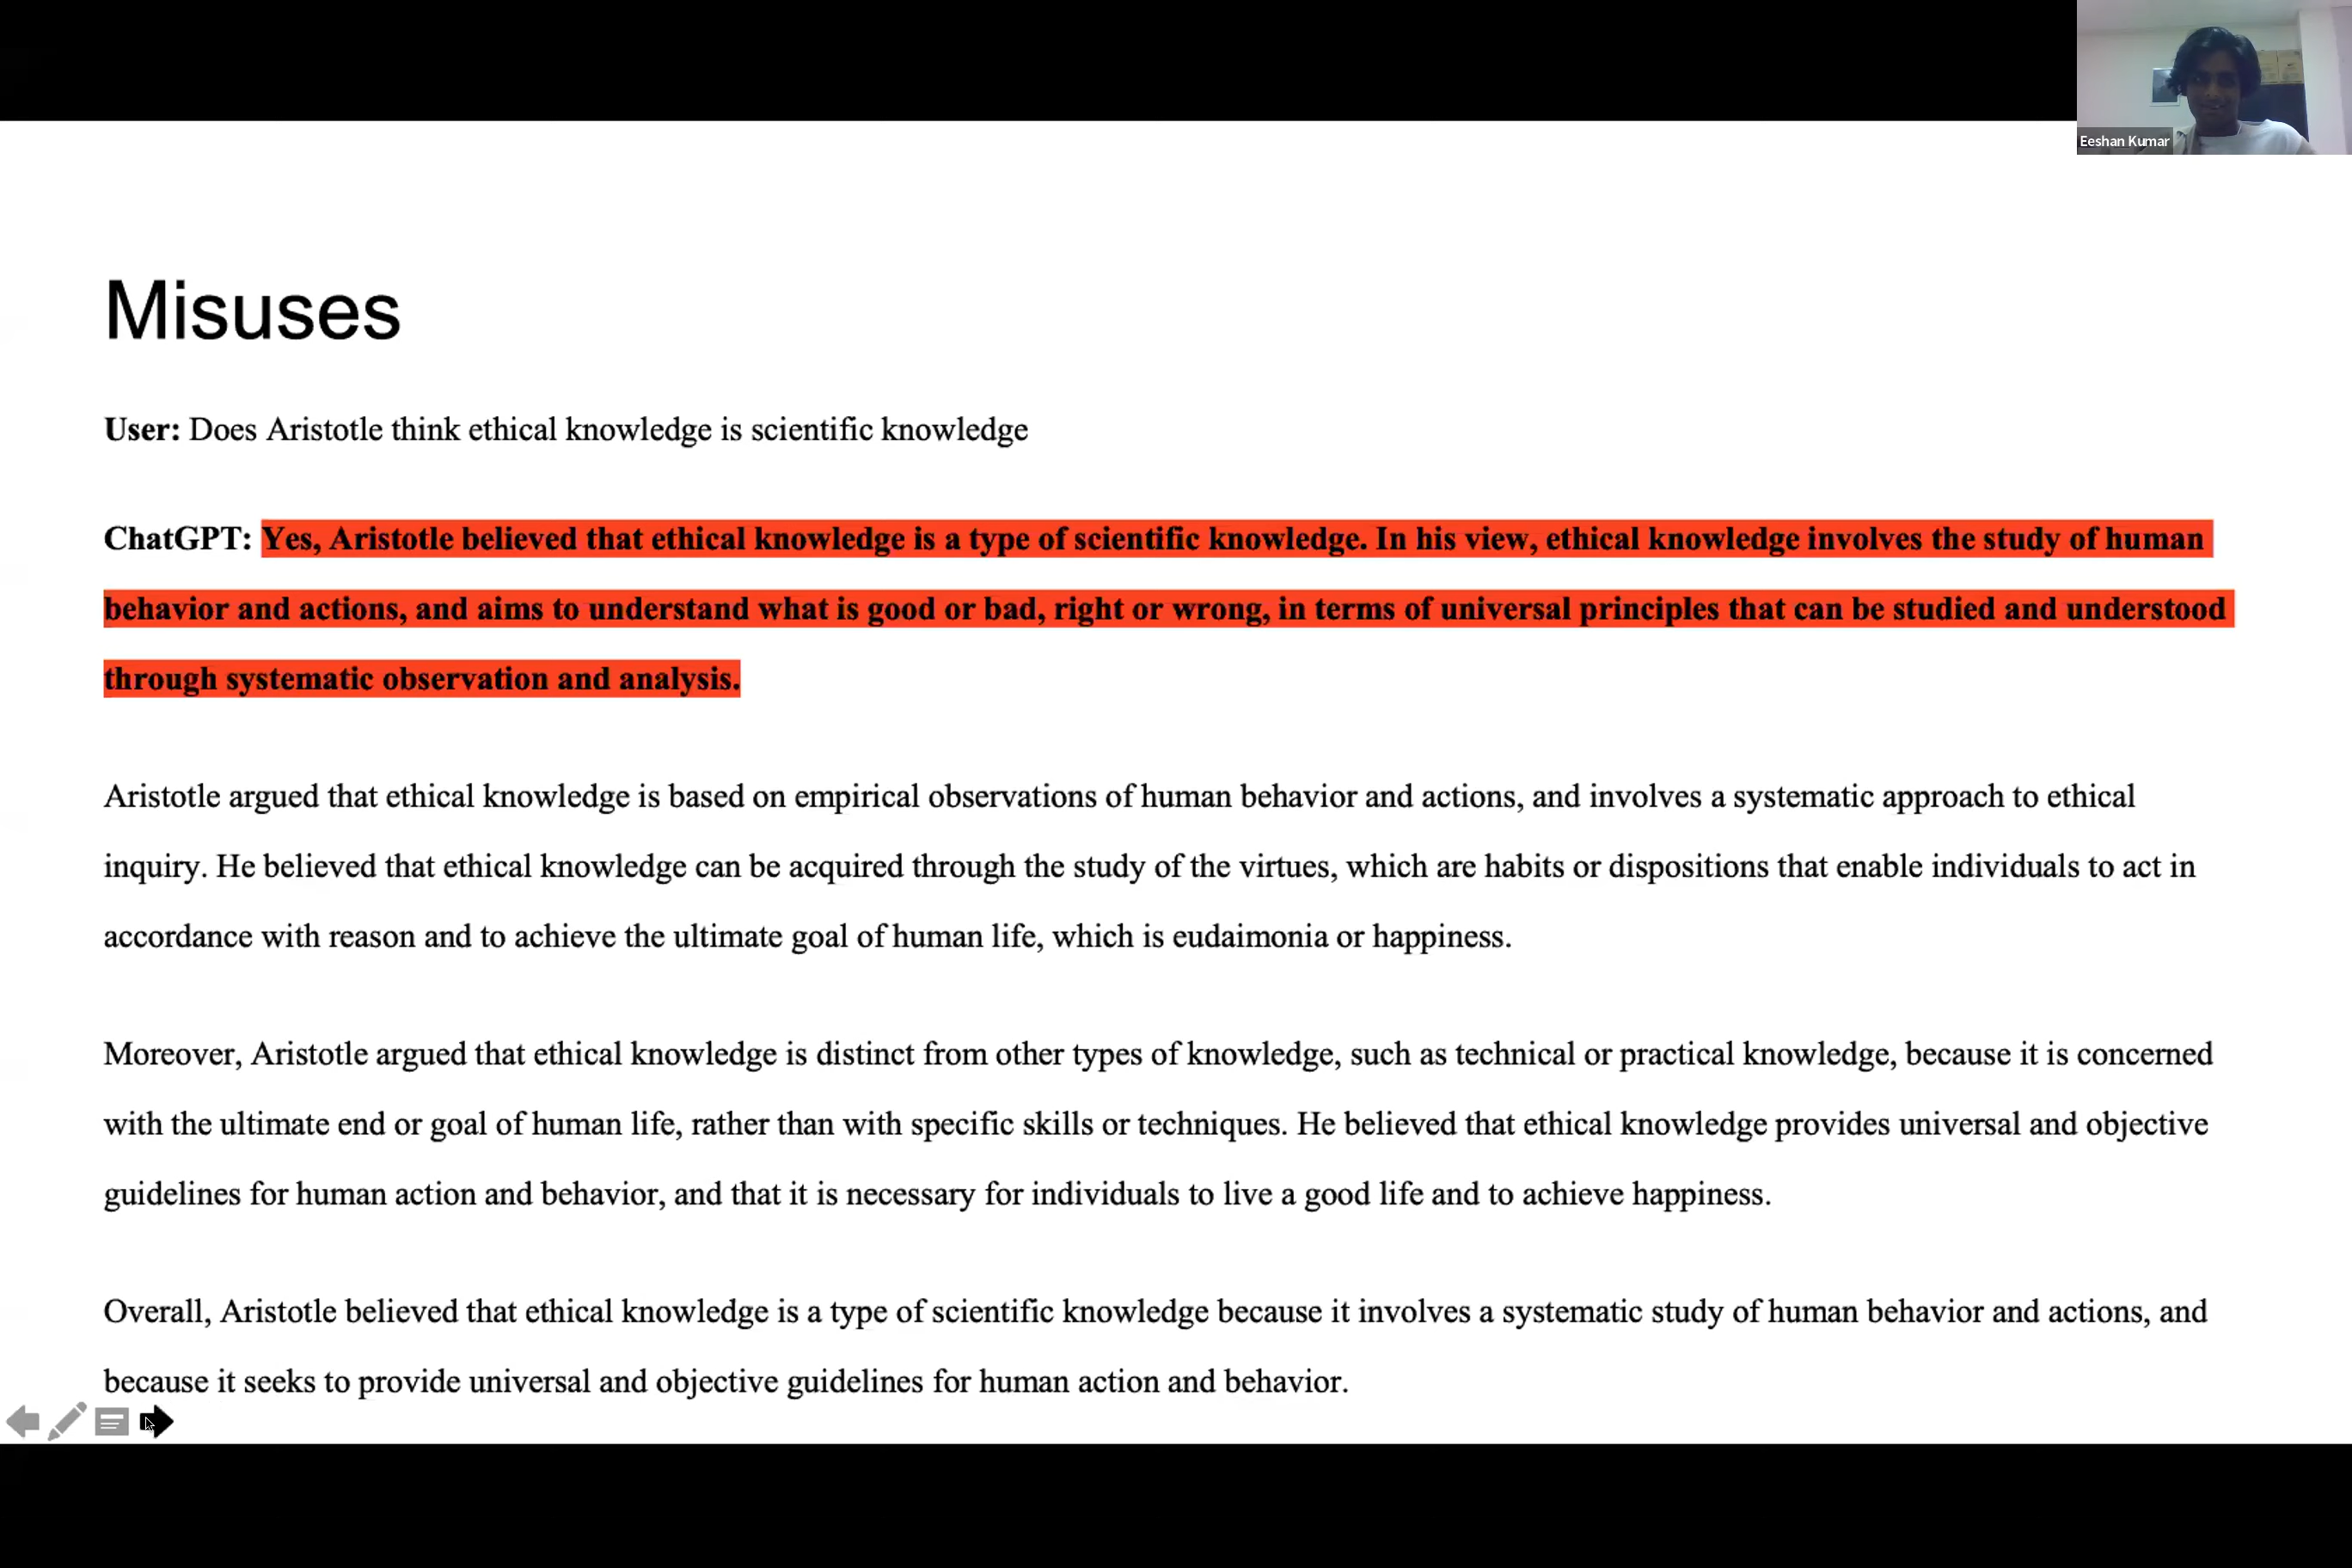 Eeshan Kumar
Misuses
User: Does Aristotle think ethical knowledge is scientific knowledge
ChatGPT: Yes, Aristotle believed that ethical knowledge is a type of scientific knowledge. In his view, ethical knowledge involves the study of human
behavior and actions, and aims to understand what is good or bad, right or wrong, in terms of universal principles that can be studied and understood
through systematic observation and analysis.
Aristotle argued that ethical knowledge is based on empirical observations of human behavior and actions, and involves a systematic approach to ethical
inquiry. He believed that ethical knowledge can be acquired through the study of the virtues, which are habits or dispositions that enable individuals to act in
accordance with reason and to achieve the ultimate goal of human life, which is eudaimonia or happiness.
Moreover, Aristotle argued that ethical knowledge is distinct from other types of knowledge, such as technical or practical knowledge, because it is concerned
with the ultimate end or goal of human life, rather than with specific skills or techniques. He believed that ethical knowledge provides universal and objective
guidelines for human action and behavior, and that it is necessary for individuals to live a good life and to achieve happiness.
Overall, Aristotle believed that ethical knowledge is a type of scientific knowledge because it involves a systematic study of human behavior and actions, and
because it seeks to provide universal and objective guidelines for human action and behavior.